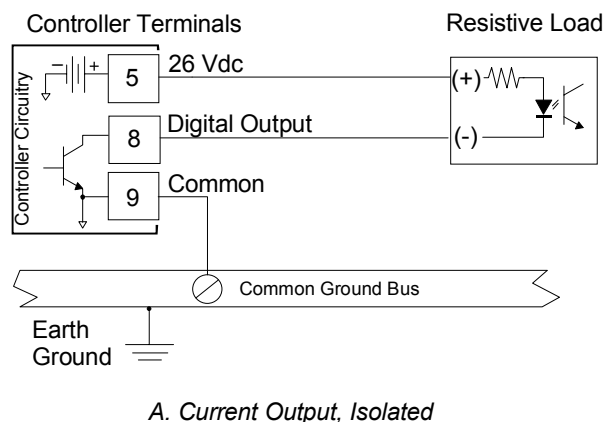 Controller Terminals
Resistive Load
Controller Circuitry
– +
5
26 Vdc
(+)
8
Digital Output
(-)
9
Common
Common Ground Bus
Earth
Ground
A. Current Output, Isolated